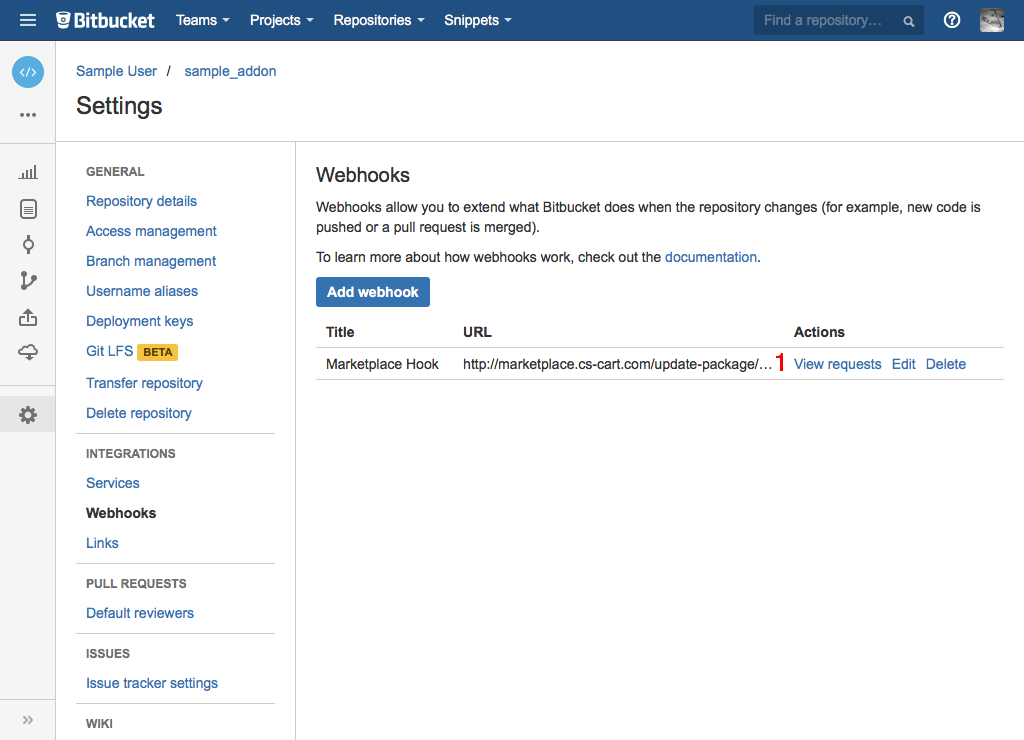 Bitbucket Teams Projects Repositories Snippets Find a repository...
Sample User / sample_addon
Settings
GENERAL
Repository details
Access management
Branch management
Username aliases
Deployment keys
Git LFS BETA
Transfer repository
Delete repository
INTEGRATIONS
Services
Webhooks
Links
PULL REQUESTS
Default reviewers
ISSUES
Issue tracker settings
WIKI
Webhooks
Webhooks allow you to extend what Bitbucket does when the repository changes (for example, new code is
pushed or a pull request is merged).
To learn more about how webhooks work, check out the documentation.
Add webhook
Title URL Actions
Marketplace Hook http://marketplace.cs-cart.com/update-package/... 1 View requests Edit Delete